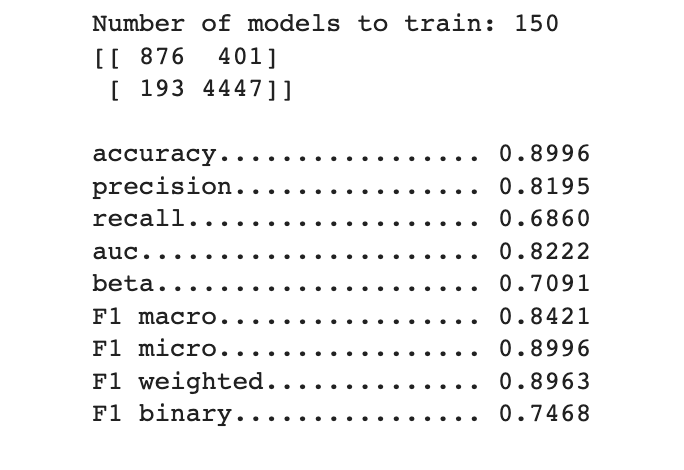 Number of models to train: 150
[[ 876  401]
 [ 193 4447]]
accuracy................. 0.8996
precision................ 0.8195
recall................... 0.6860
auc...................... 0.8222
beta..................... 0.7091
F1 macro................. 0.8421
F1 micro................. 0.8996
F1 weighted.............. 0.8963
F1 binary................ 0.7468